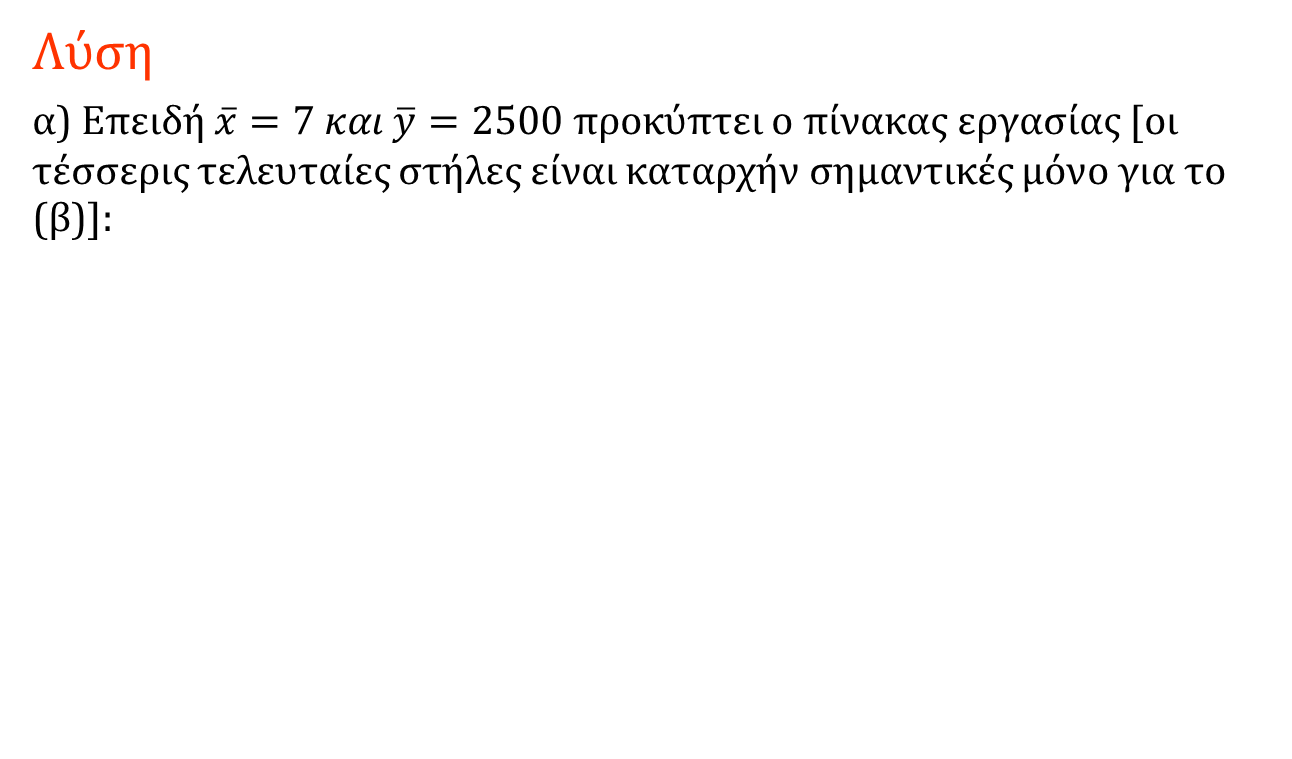 Λύση
α) Επειδή x̄ = 7 και ȳ = 2500 προκύπτει ο πίνακας εργασίας [οι
τέσσερις τελευταίες στήλες είναι καταρχήν σημαντικές μόνο για το
(β)]: